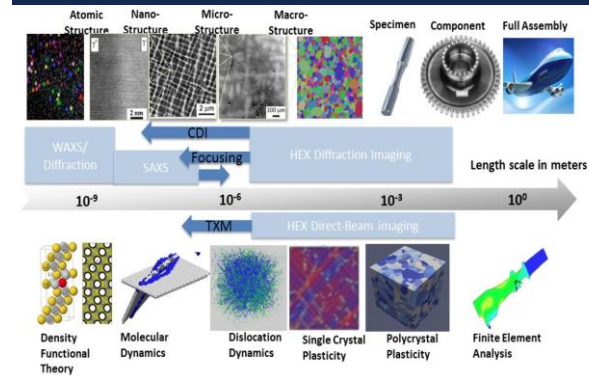 Atomic Structure
Nano-Structure
Micro-Structure
Macro-Structure
Specimen
Component
Full Assembly
2 nm
2 μm
100 μm
CDI
WAXS/
Diffraction
SAXS
Focusing
HEX Diffraction Imaging
Length scale in meters
10⁻⁹
10⁻⁶
10⁻³
10⁰
TXM
HEX Direct-Beam imaging
Density
Functional
Theory
Molecular
Dynamics
Dislocation
Dynamics
Single Crystal
Plasticity
Polycrystal
Plasticity
Finite Element
Analysis